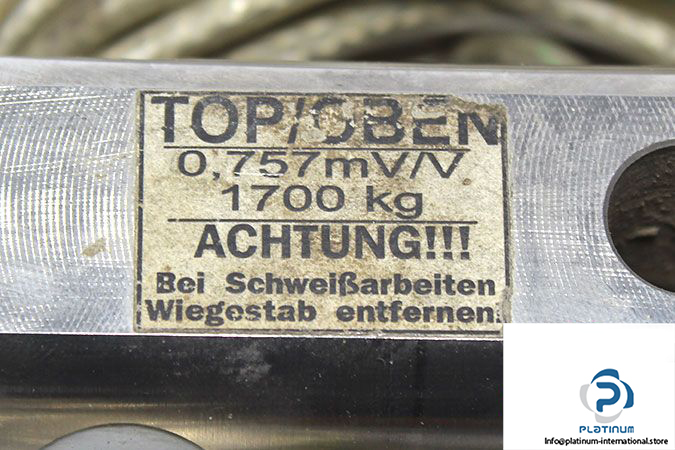 TOP/OBEN
0,757mV/V
1700 kg
ACHTUNG!!!
Bei Schweißarbeiten
Wiegestab entfernen.
PLATINUM
Info@platinum-international.store